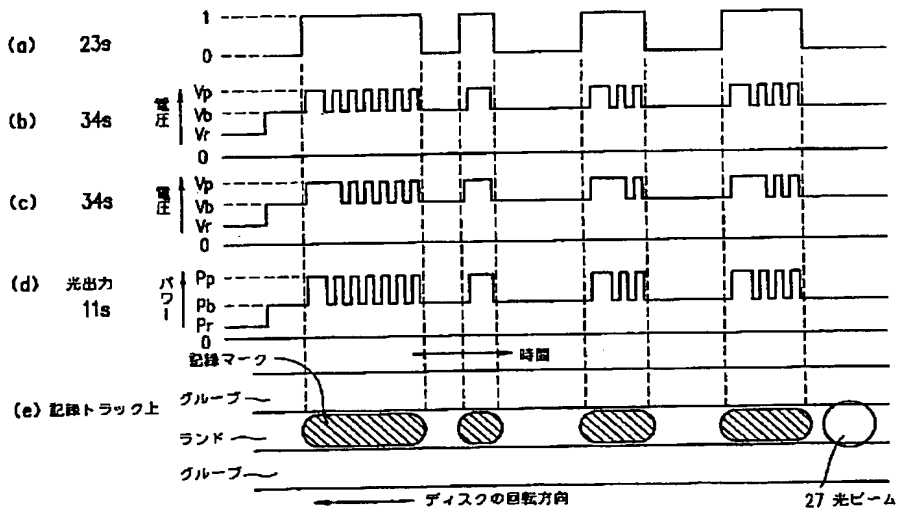 (a) 23s 1
0
(b) 34s 電圧 Vp
Vb
Vr
0
(c) 34s 電圧 Vp
Vb
Vr
0
(d) 光出力 11s パワー Pp
Pb
Pr
0
記録マーク
時間
(e) 記録トラック上
グルーブ
ランド
グルーブ
ディスクの回転方向
27 光ビーム